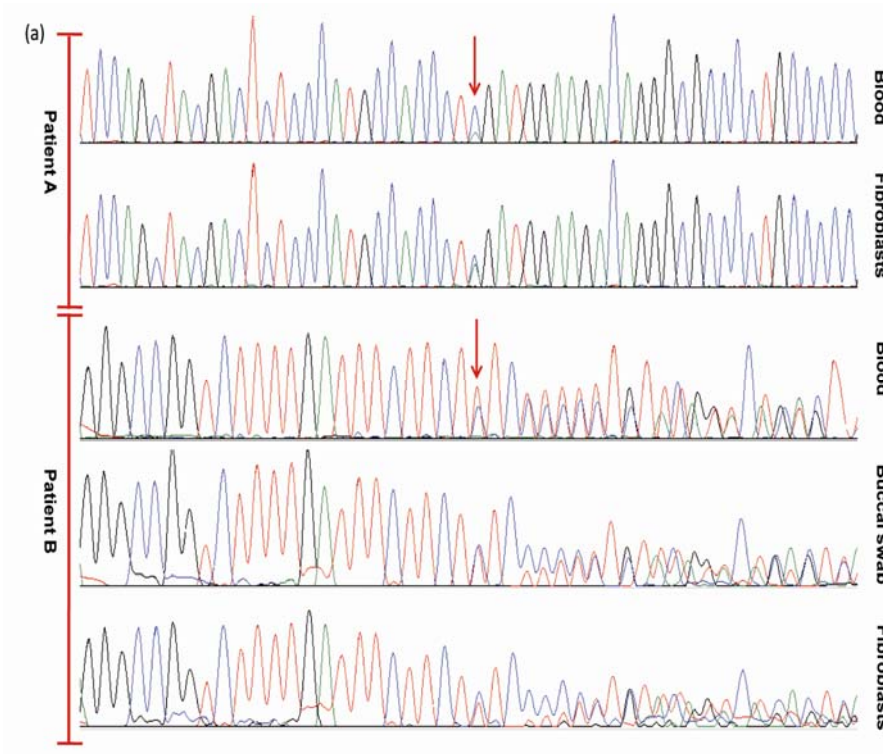 (a)
Patient A
Blood
Fibroblasts
Patient B
Blood
Buccal swab
Fibroblasts